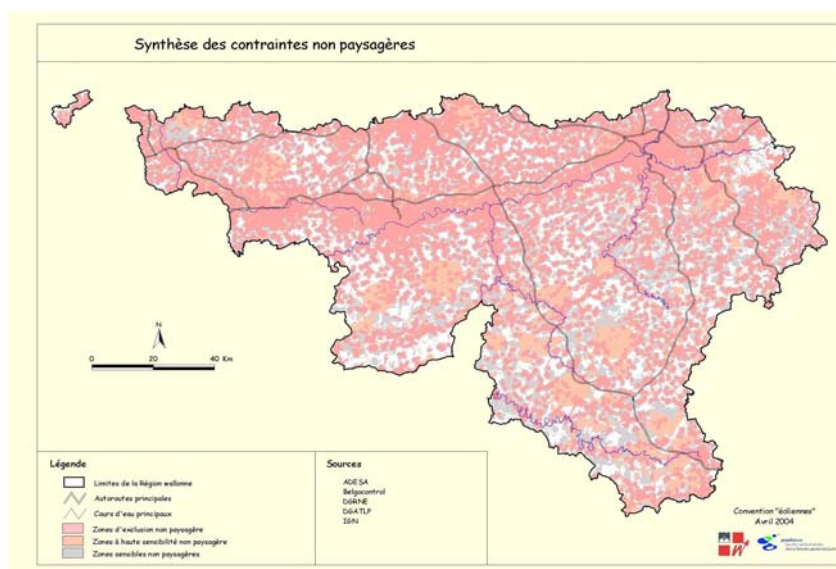 Synthèse des contraintes non paysagères
N
0 20 40 Km
Légende
Limites de la Région wallonne
Autoroutes principales
Cours d'eau principaux
Zones d'exclusion non paysagère
Zones à haute sensibilité non paysagère
Zones sensibles non paysagères
Sources
ADESA
Belgocontrol
DGRNE
DGATLP
IGN
Convention "éoliennes"
Avril 2004